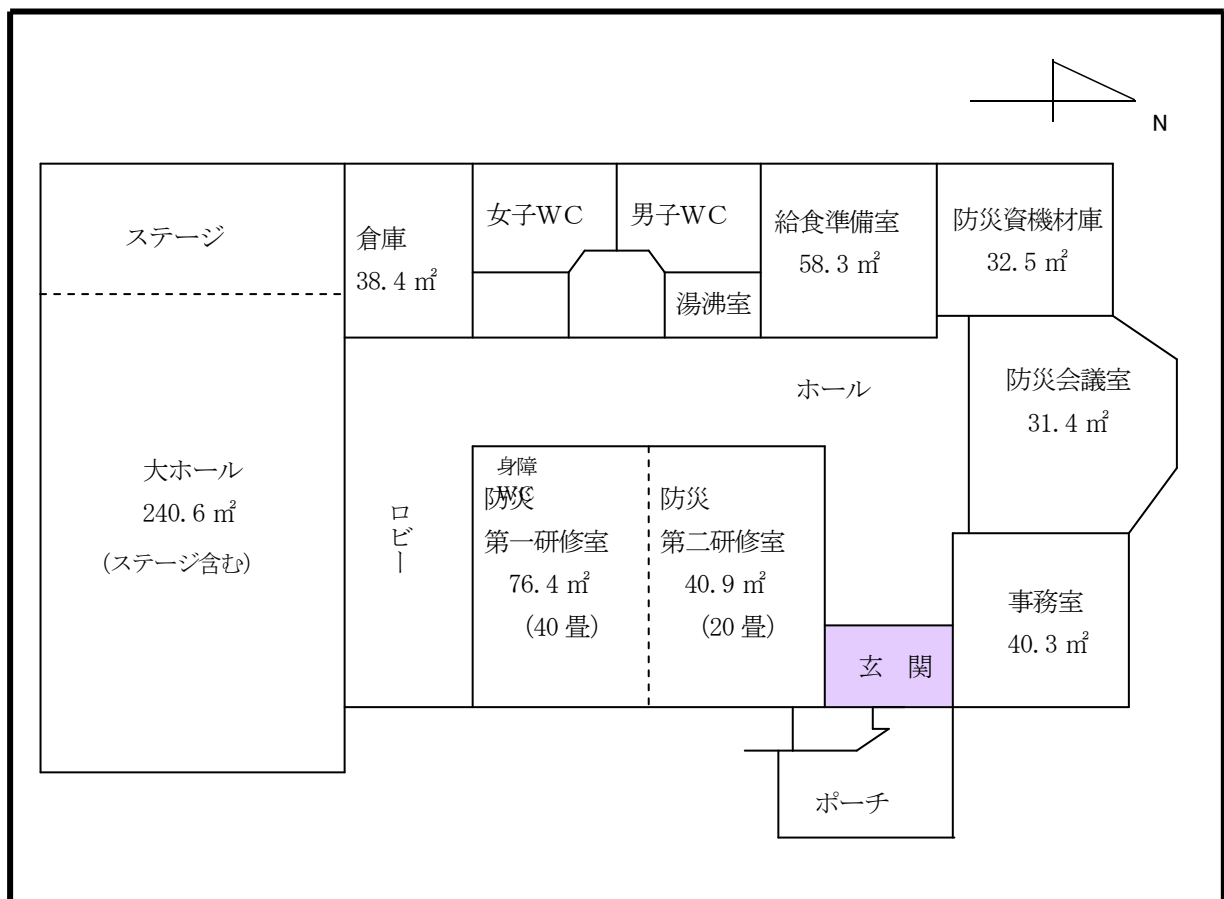 N
ステージ
倉庫
38.4 ㎡
女子WC
男子WC
湯沸室
給食準備室
58.3 ㎡
防災資機材庫
32.5 ㎡
ホール
防災会議室
31.4 ㎡
大ホール
240.6 ㎡
(ステージ含む)
ロビー
身障
WC
防災
第一研修室
76.4 ㎡
(40 畳)
防災
第二研修室
40.9 ㎡
(20 畳)
事務室
40.3 ㎡
玄 関
ポーチ